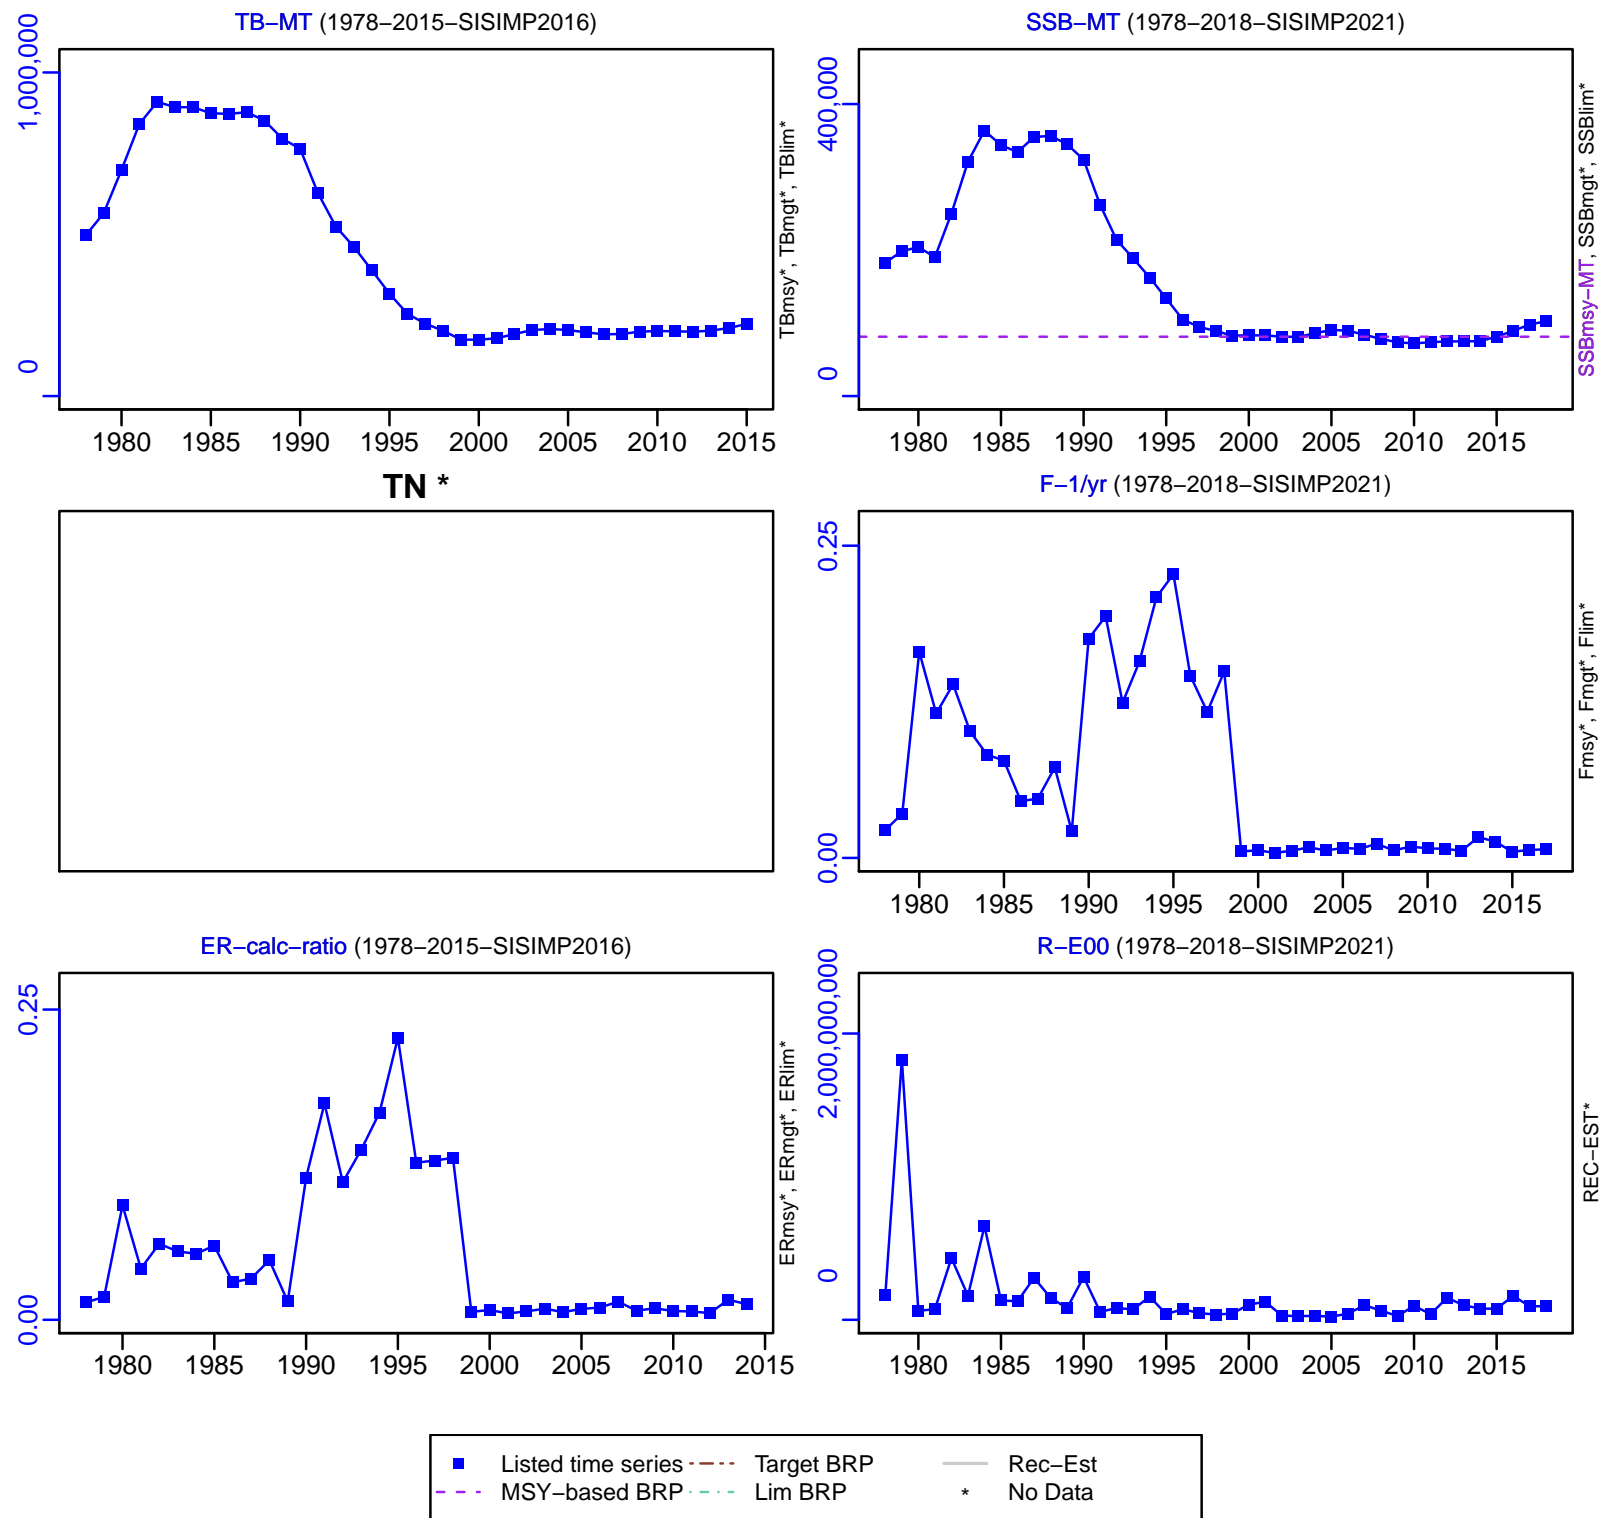 TB−MT (1978−2015−SISIMP2016)
1,000,000
0
1980 1985 1990 1995 2000 2005 2010 2015
TBmsy*, TBmgt*, TBlim*
SSB−MT (1978−2018−SISIMP2021)
400,000
0
1980 1985 1990 1995 2000 2005 2010 2015
SSBmsy−MT, SSBmgt*, SSBlim*
TN *
F−1/yr (1978−2018−SISIMP2021)
0.25
0.00
1980 1985 1990 1995 2000 2005 2010 2015
Fmsy*, Fmgt*, Flim*
ER−calc−ratio (1978−2015−SISIMP2016)
0.25
0.00
1980 1985 1990 1995 2000 2005 2010 2015
ERmsy*, ERmgt*, ERlim*
R−E00 (1978−2018−SISIMP2021)
2,000,000,000
0
1980 1985 1990 1995 2000 2005 2010 2015
REC−EST*
Listed time series Target BRP Rec−Est
MSY−based BRP Lim BRP * No Data